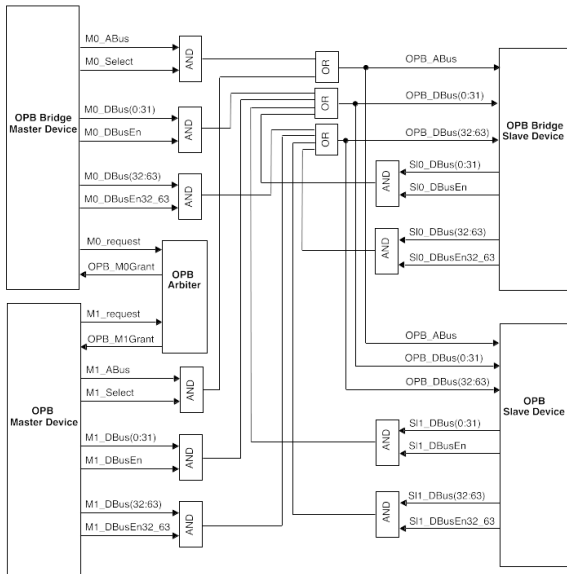 OPB Bridge
Master Device
M0_ABus
M0_Select
AND
M0_DBus(0:31)
M0_DBusEn
AND
M0_DBus(32:63)
M0_DBusEn32_63
AND
M0_request
OPB_M0Grant
OPB
Arbiter
M1_request
OPB_M1Grant
OPB
Master Device
M1_ABus
M1_Select
AND
M1_DBus(0:31)
M1_DBusEn
AND
M1_DBus(32:63)
M1_DBusEn32_63
AND
OR
OR
OR
OPB_ABus
OPB_DBus(0:31)
OPB_DBus(32:63)
OPB Bridge
Slave Device
AND
Sl0_DBus(0:31)
Sl0_DBusEn
AND
Sl0_DBus(32:63)
Sl0_DBusEn32_63
OPB_ABus
OPB_DBus(0:31)
OPB_DBus(32:63)
OPB
Slave Device
AND
Sl1_DBus(0:31)
Sl1_DBusEn
AND
Sl1_DBus(32:63)
Sl1_DBusEn32_63